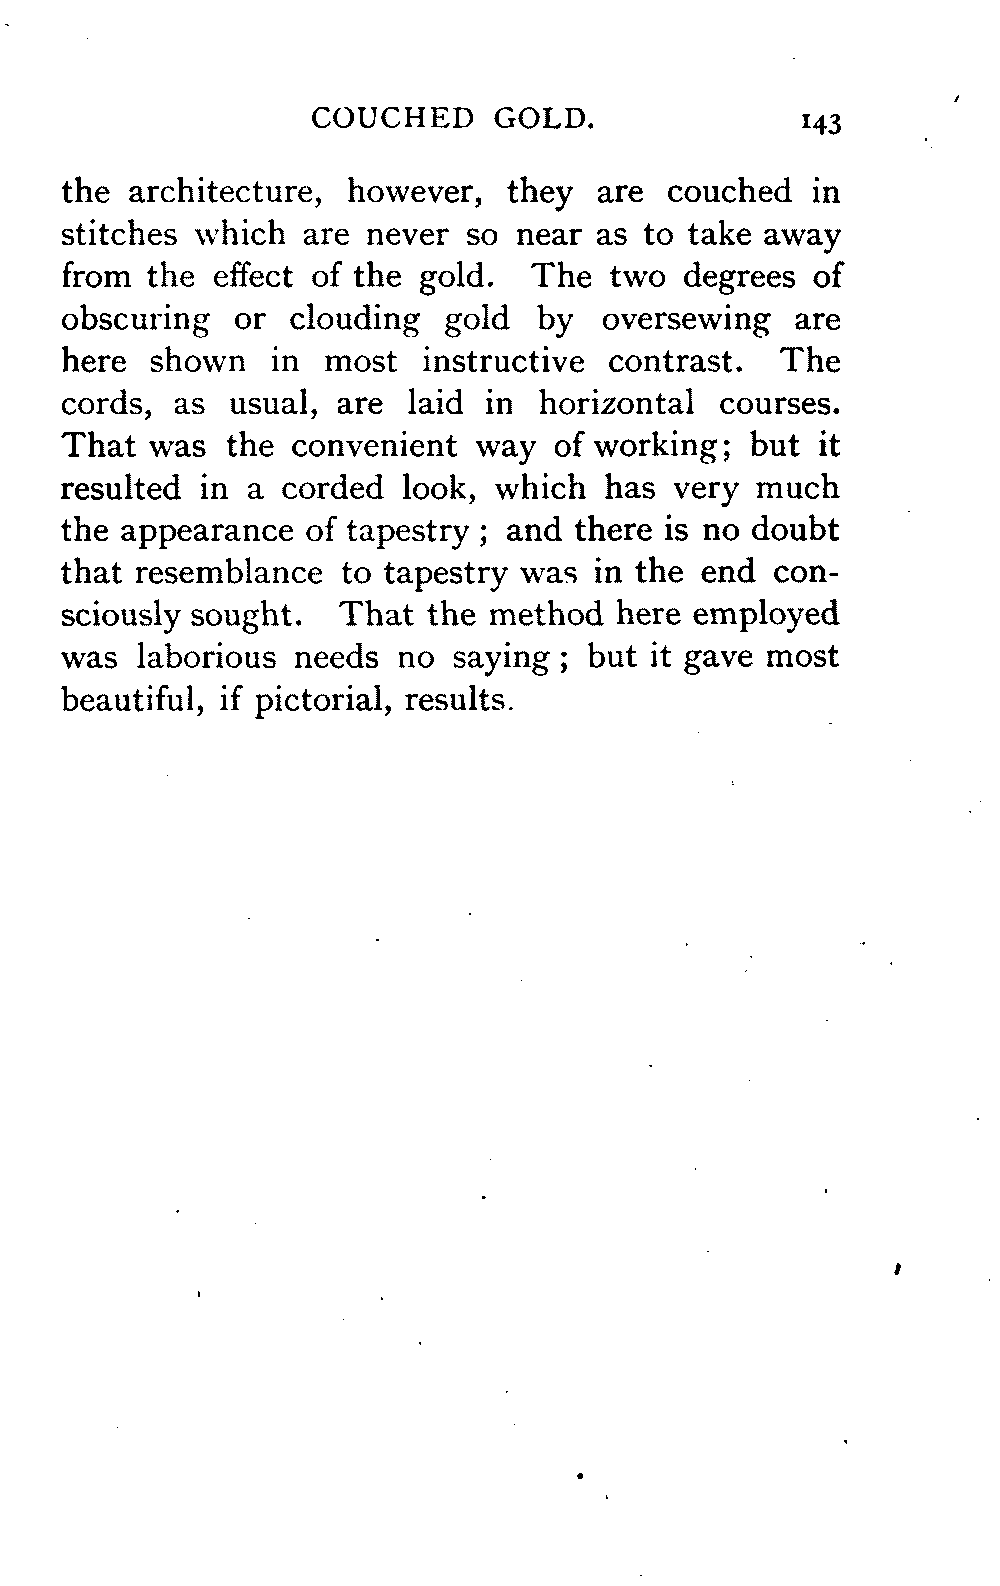 COUCHED GOLD. 143
the architecture, however, they are couched in
stitches which are never so near as to take away
from the effect of the gold. The two degrees of
obscuring or clouding gold by oversewing are
here shown in most instructive contrast. The
cords, as usual, are laid in horizontal courses.
That was the convenient way of working; but it
resulted in a corded look, which has very much
the appearance of tapestry ; and there is no doubt
that resemblance to tapestry was in the end con-
sciously sought. That the method here employed
was laborious needs no saying ; but it gave most
beautiful, if pictorial, results.